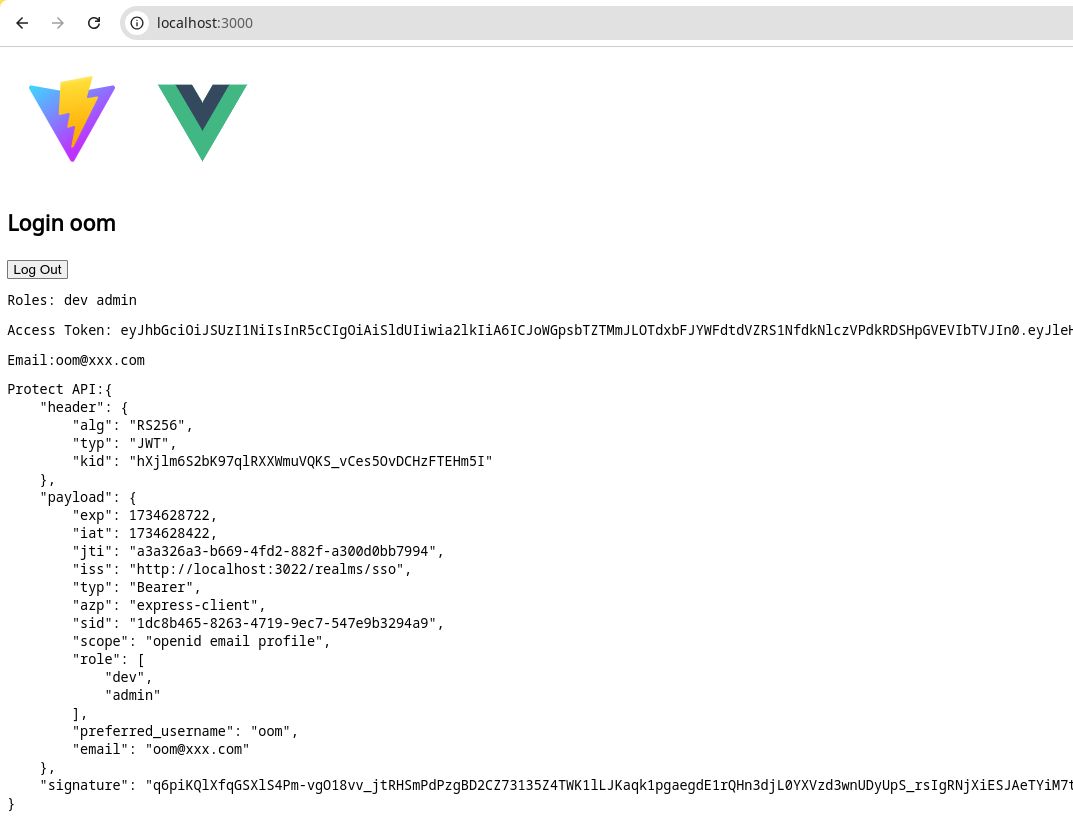 localhost:3000
Login oom
Log Out
Roles: dev admin
Access Token: eyJhbGciOiJSUzI1NiIsInR5cCIgOiAiSldUIiwia2lkIiA6ICJoWGpsbTZTMmJLOTdxbFJYWFdtdVZRS1NfdkNlczVPdkRDSHpGVEVIbTVJIn0.eyJleH
Email:oom@xxx.com
Protect API:{
    "header": {
        "alg": "RS256",
        "typ": "JWT",
        "kid": "hXjlm6S2bK97qlRXXWmuVQKS_vCes5OvDCHzFTEHm5I"
    },
    "payload": {
        "exp": 1734628722,
        "iat": 1734628422,
        "jti": "a3a326a3-b669-4fd2-882f-a300d0bb7994",
        "iss": "http://localhost:3022/realms/sso",
        "typ": "Bearer",
        "azp": "express-client",
        "sid": "1dc8b465-8263-4719-9ec7-547e9b3294a9",
        "scope": "openid email profile",
        "role": [
            "dev",
            "admin"
        ],
        "preferred_username": "oom",
        "email": "oom@xxx.com"
    },
    "signature": "q6piKQlXfqGSXlS4Pm-vgO18vv_jtRHSmPdPzgBD2CZ73135Z4TWK1lLJKaqk1pgaegdE1rQHn3djL0YXVzd3wnUDyUpS_rsIgRNjXiESJAeTYiM7t
}